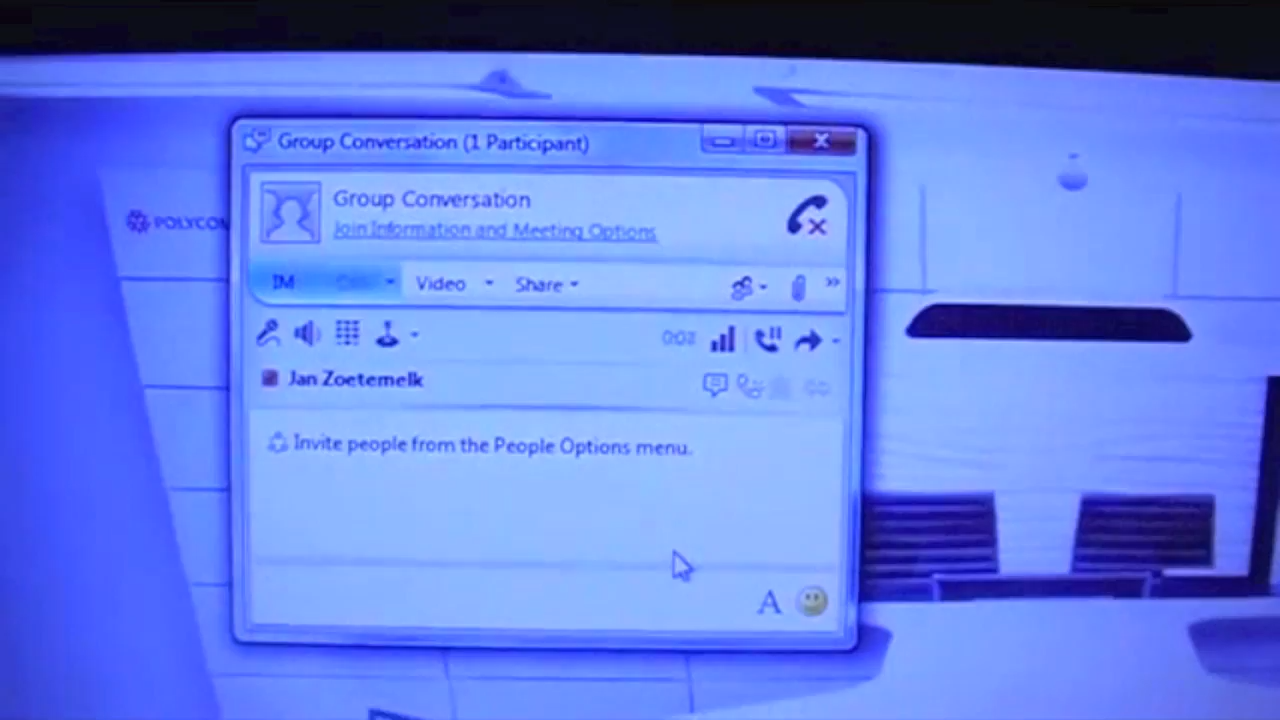 Group Conversation (1 Participant)
Group Conversation
Join Information and Meeting Options
POLYCOM
IM Video Share
Jan Zoetemelk
Invite people from the People Options menu.
A